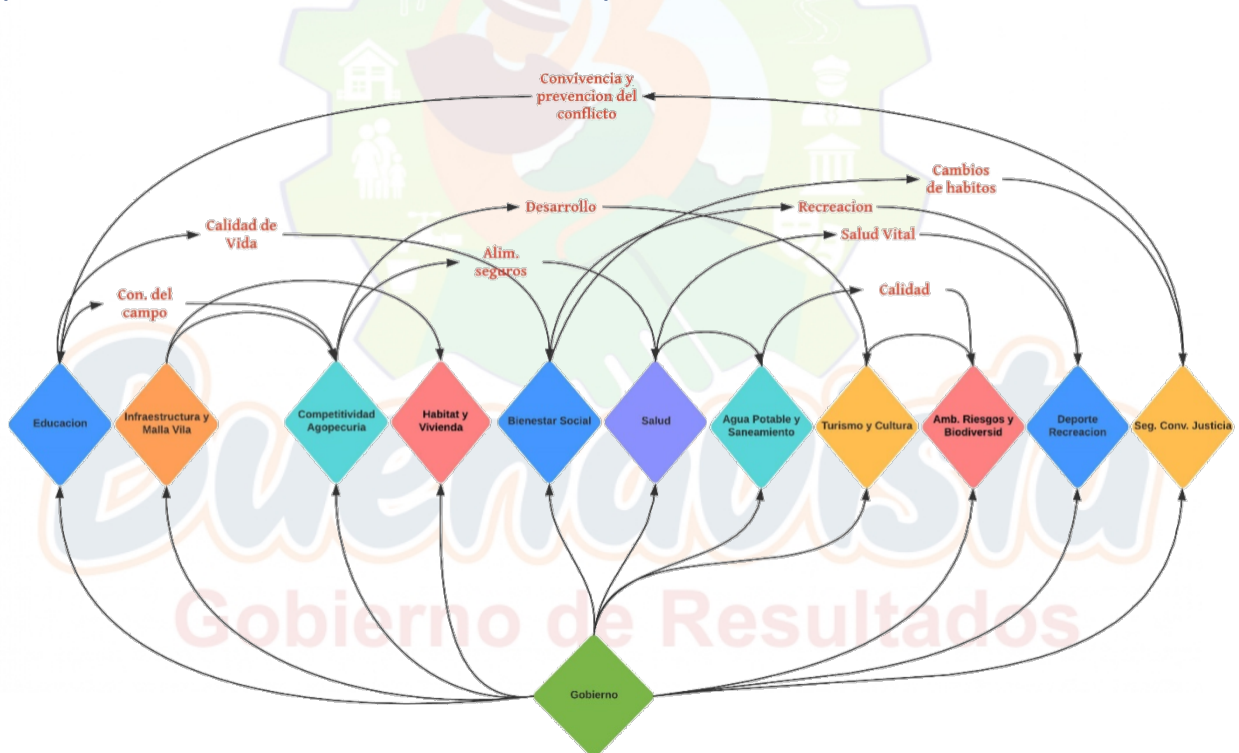 Convivencia y
prevencion del
conflicto
Cambios
de habitos
Desarrollo
Recreacion
Calidad de
Vida
Salud Vital
Alim.
seguros
Calidad
Con. del
campo
Educacion
Infraestructura y
Malla Vila
Competitividad
Agopecuria
Habitat y
Vivienda
Bienestar Social
Salud
Agua Potable y
Saneamiento
Turismo y Cultura
Amb. Riesgos y
Biodiversid
Deporte
Recreacion
Seg. Conv. Justicia
Buenavista
Gobierno de Resultados
Gobierno